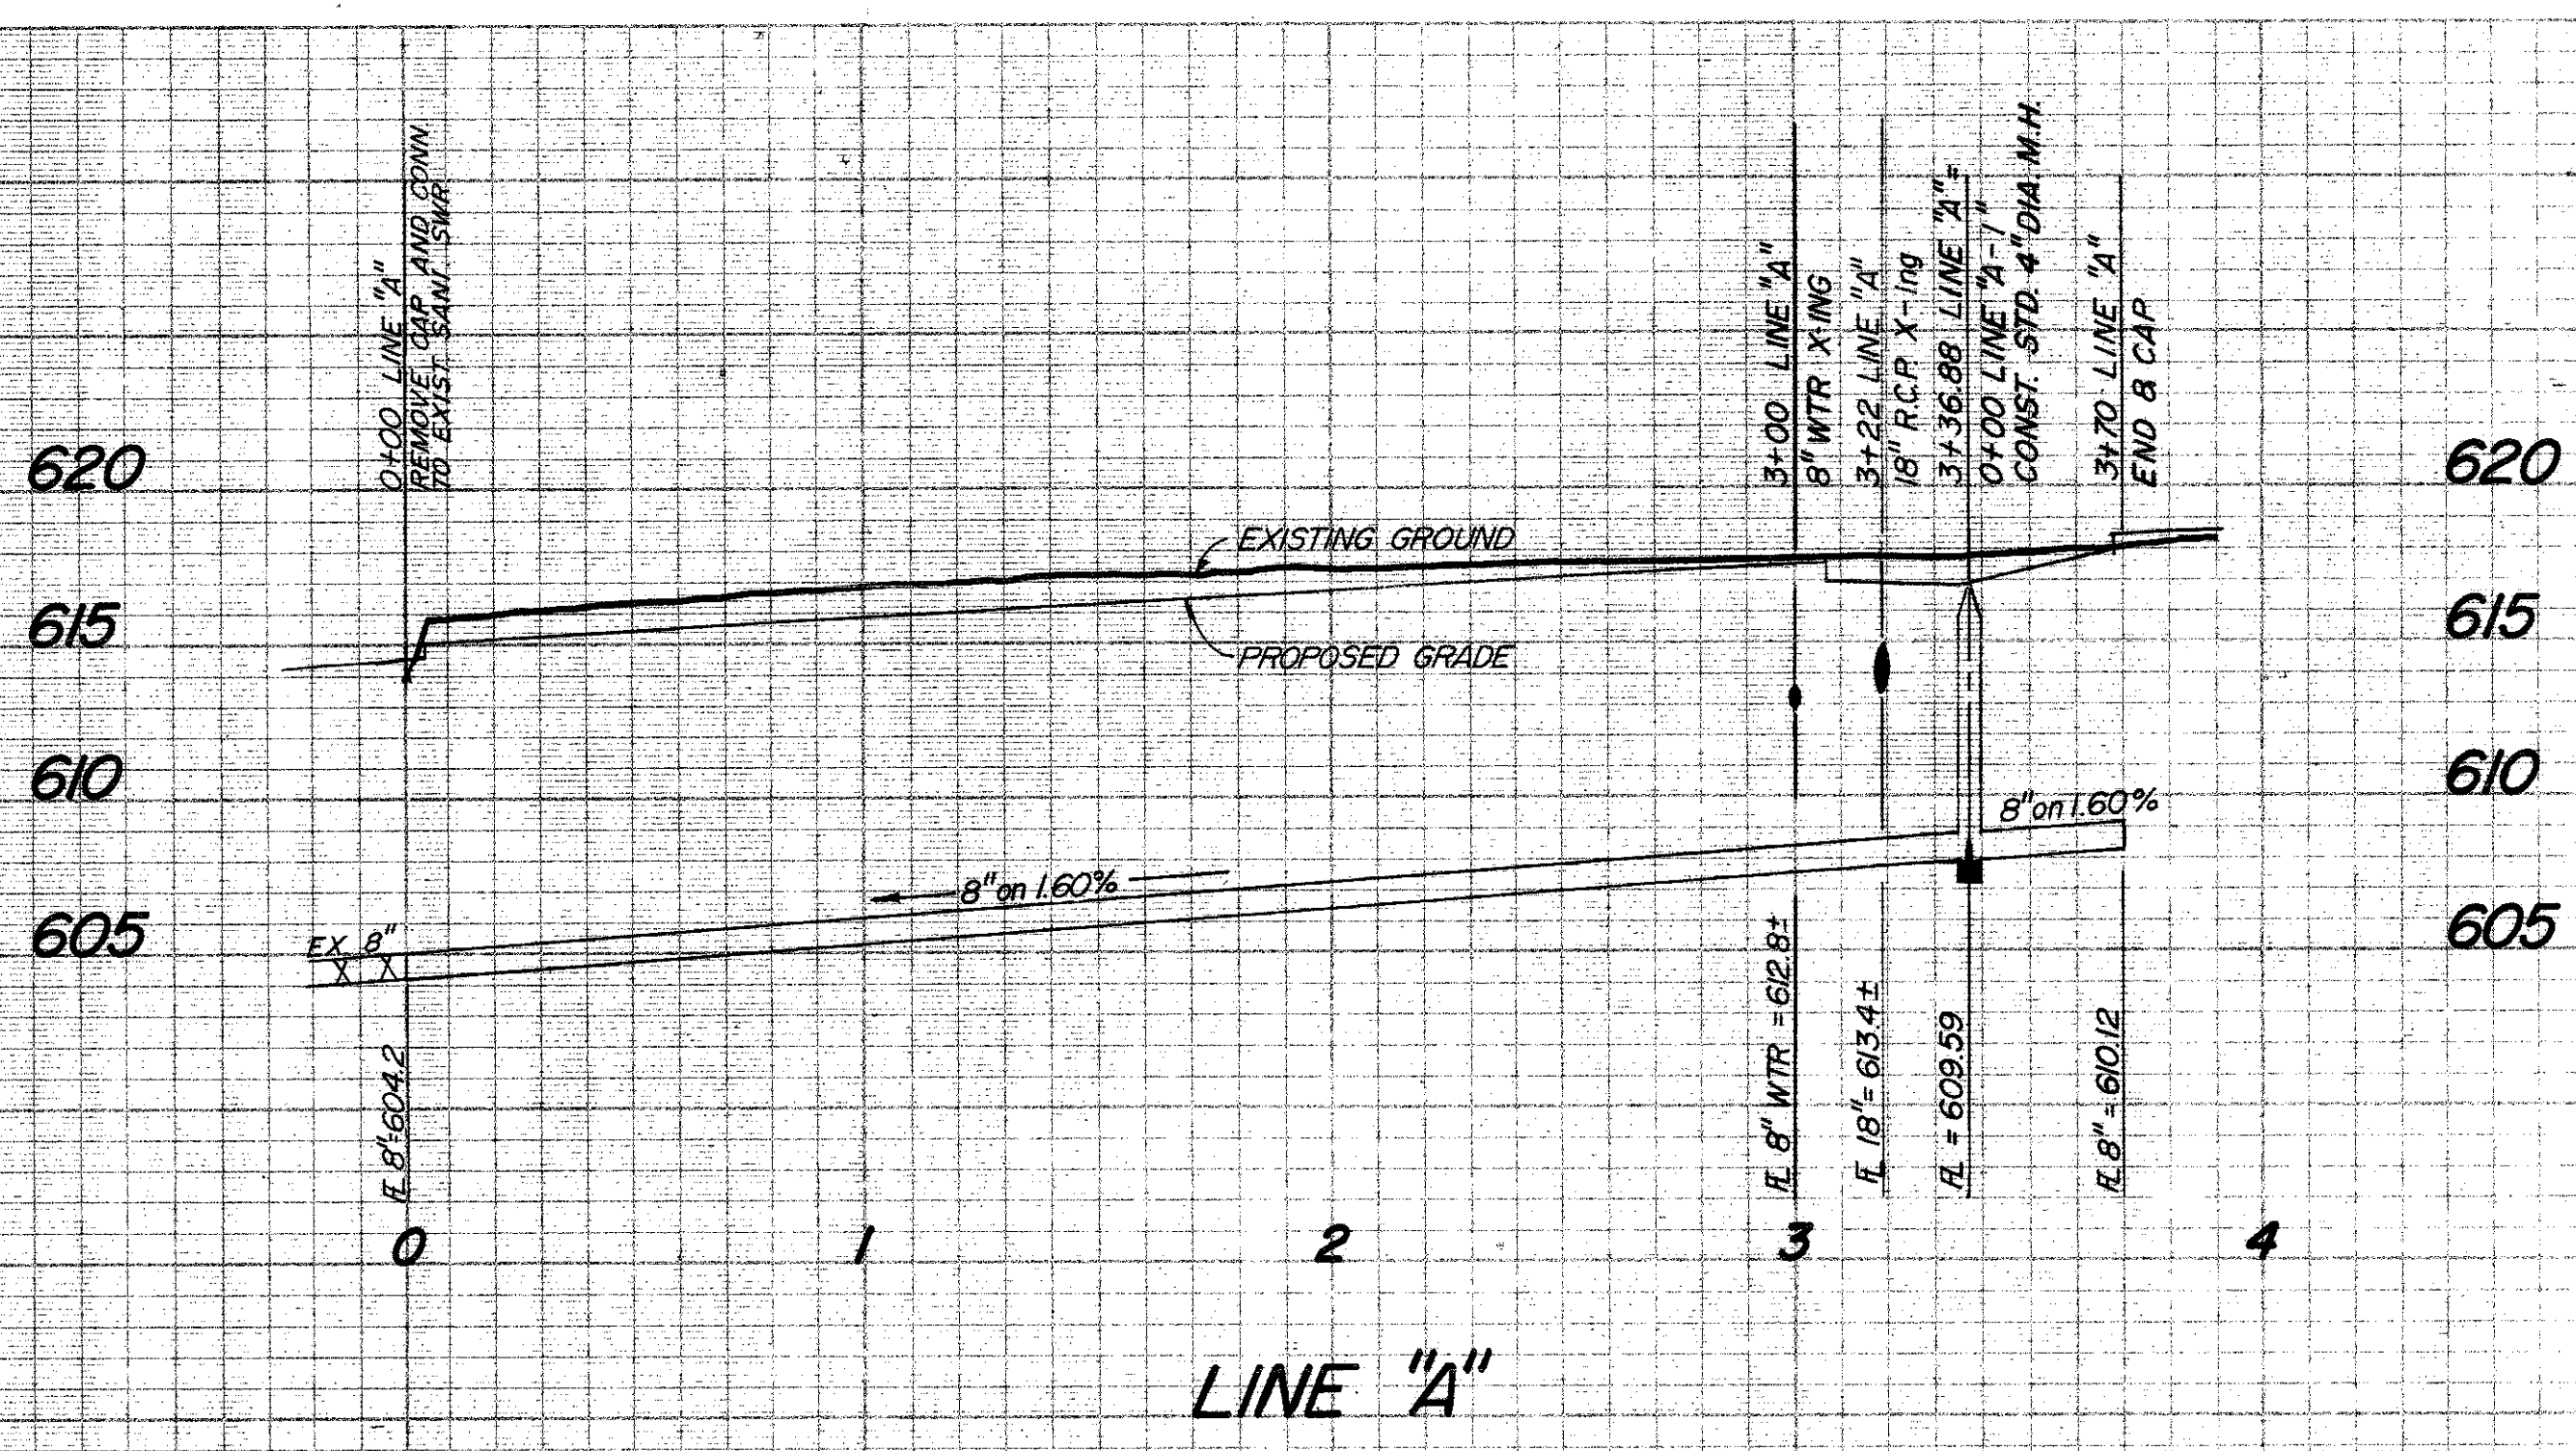 0+00 LINE "A"
REMOVE CAP AND CONN.
TO EXIST. SANI. SWR.
3+00 LINE "A"
8" WTR X-ING
3+22 LINE "A"
18" R.C.P. X-Ing
3+36.88 LINE "A"=
0+00 LINE "A-1"
CONST. STD. 4" DIA. M.H.
3+70 LINE "A"
END & CAP
620
620
EXISTING GROUND
615
615
PROPOSED GRADE
610
610
8" on 1.60%
8" on 1.60%
605
605
EX. 8"
X X
FL 8"=604.2
FL 8" WTR = 612.8±
FL 18" = 613.4±
FL = 609.59
FL 8" = 610.12
0
1
2
3
4
LINE "A"